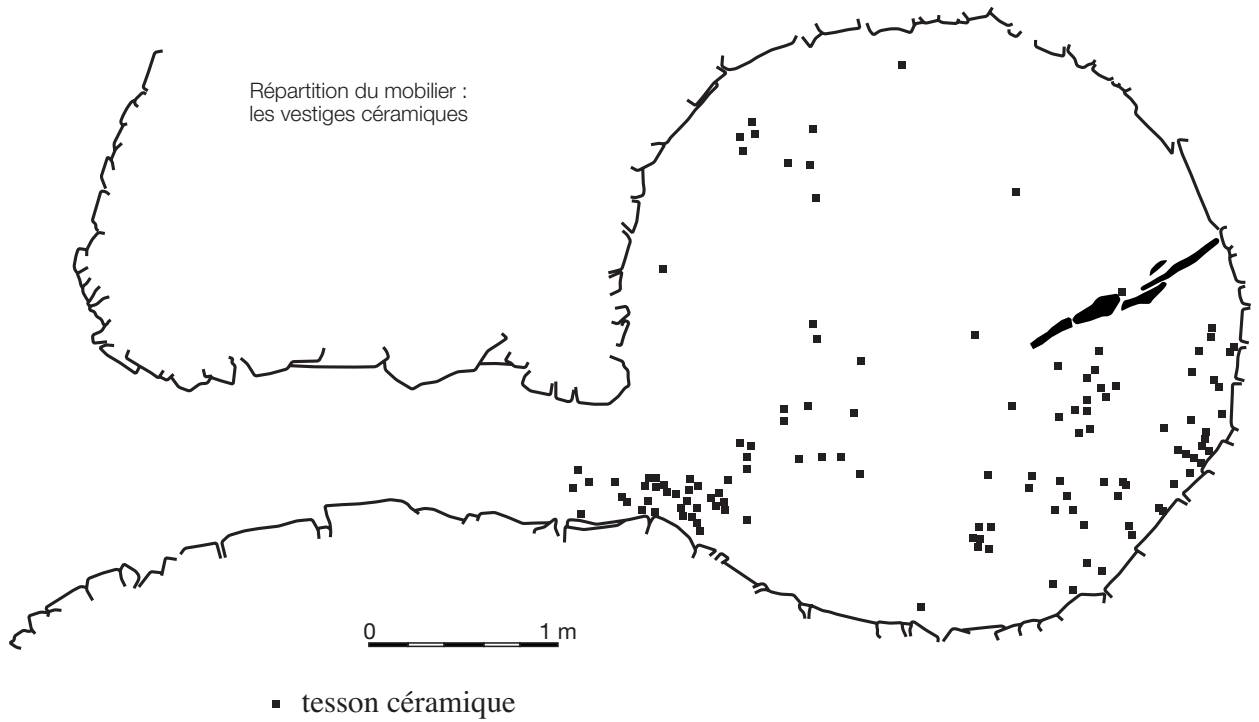 Répartition du mobilier :
les vestiges céramiques
0 1 m
tesson céramique